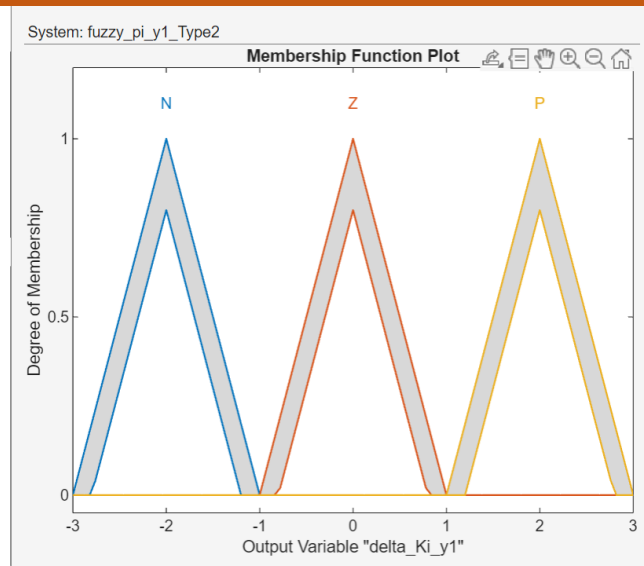 System: fuzzy_pi_y1_Type2
Membership Function Plot
N Z P
1
0.5
0
Degree of Membership
-3 -2 -1 0 1 2 3
Output Variable "delta_Ki_y1"